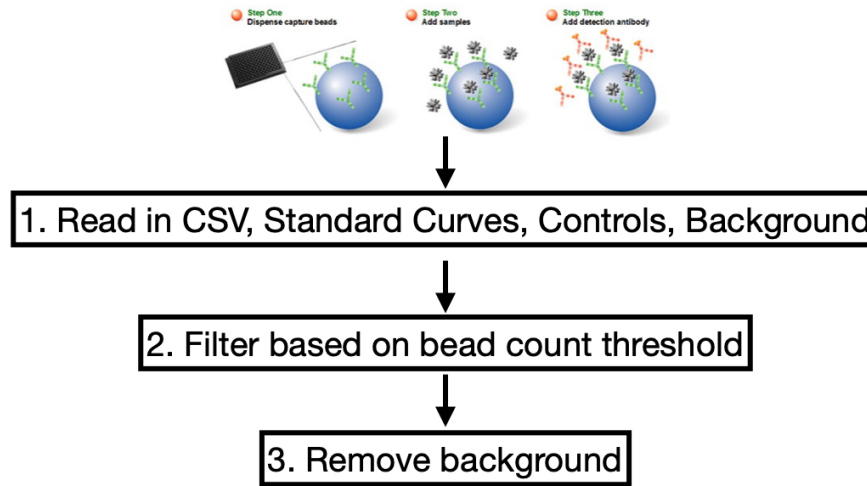 Step One
Dispense capture beads
Step Two
Add samples
Step Three
Add detection antibody
1. Read in CSV, Standard Curves, Controls, Background
2. Filter based on bead count threshold
3. Remove background